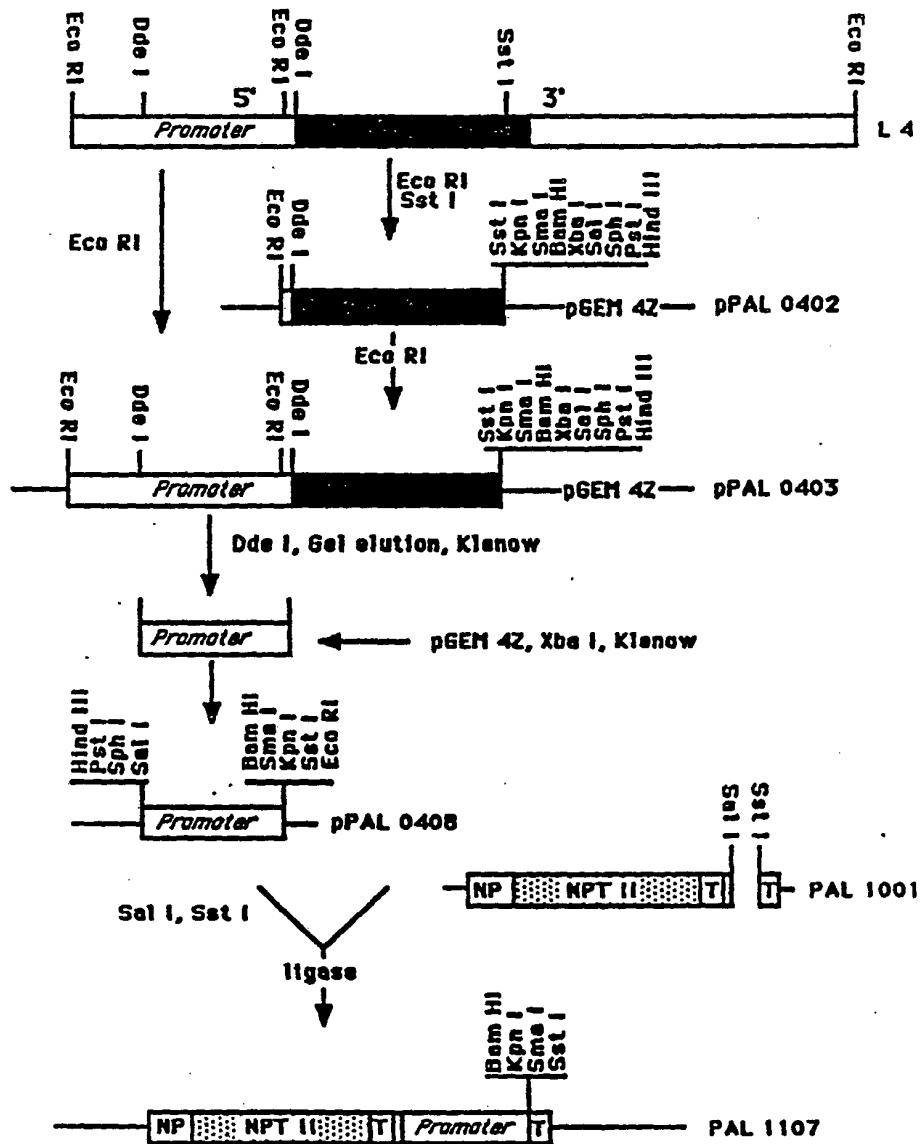 Eco RI
Dde I
Eco RI
Dde I
Sst I
Eco RI
5'
3'
Promoter
L 4
Eco RI
Sst I
Eco RI
Eco RI
Dde I
Sst I
Kpn I
Sma I
Bam HI
Xba I
Sal I
Sph I
Pst I
Hind III
pGEM 4Z
pPAL 0402
Eco RI
Eco RI
Dde I
Eco RI
Dde I
Sst I
Kpn I
Sma I
Bam HI
Xba I
Sal I
Sph I
Pst I
Hind III
Promoter
pGEM 4Z
pPAL 0403
Dde I, Gel elution, Klenow
Promoter
pGEM 4Z, Xba I, Klenow
Hind III
Pst I
Sph I
Sal I
Bam HI
Sma I
Kpn I
Sst I
Eco RI
Promoter
pPAL 0408
Sal I
Sst I
NP NPT II T T PAL 1001
Sal I, Sst I
ligase
Bam HI
Kpn I
Sma I
Sst I
NP NPT II T Promoter T PAL 1107